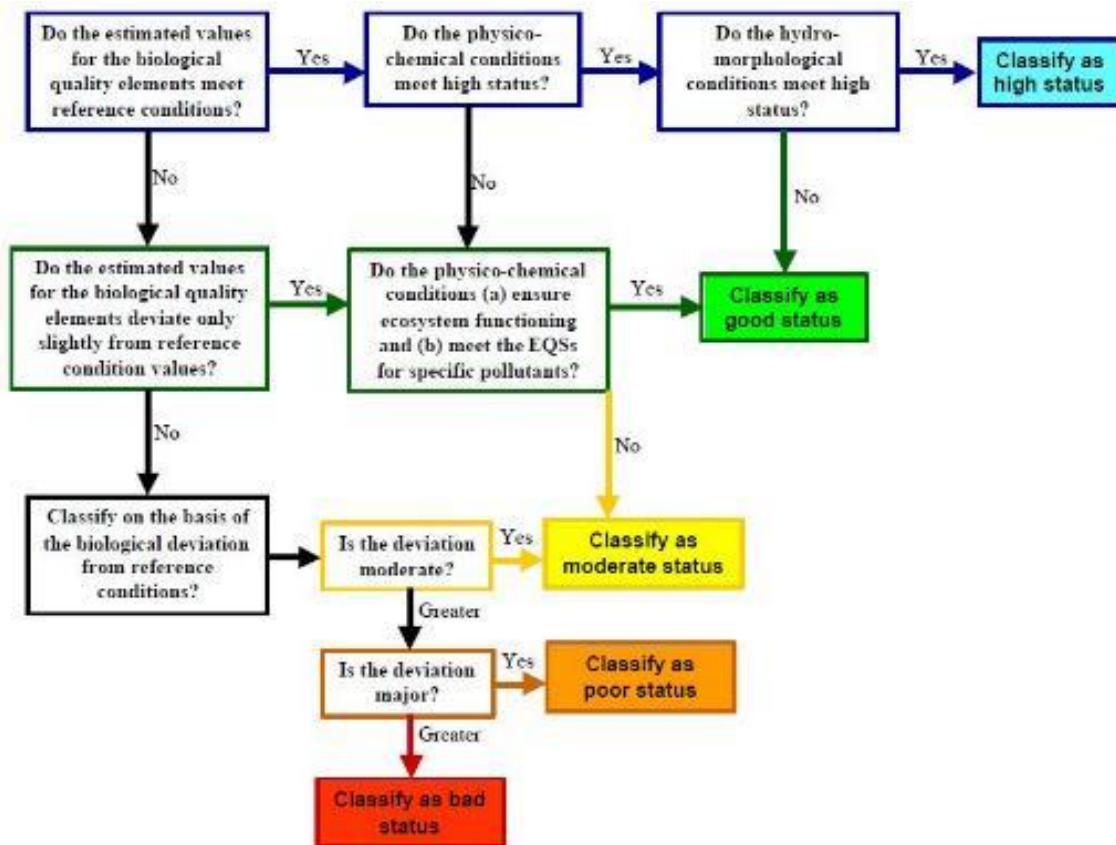 Do the estimated values
for the biological
quality elements meet
reference conditions?
Yes
Do the physico-
chemical conditions
meet high status?
Yes
Do the hydro-
morphological
conditions meet high
status?
Yes
Classify as
high status
No
No
No
Do the estimated values
for the biological quality
elements deviate only
slightly from reference
condition values?
Yes
Do the physico-chemical
conditions (a) ensure
ecosystem functioning
and (b) meet the EQSs
for specific pollutants?
Yes
Classify as
good status
No
No
Classify on the basis of
the biological deviation
from reference
conditions?
Is the deviation
moderate?
Yes
Classify as
moderate status
Greater
Is the deviation
major?
Yes
Classify as
poor status
Greater
Classify as bad
status